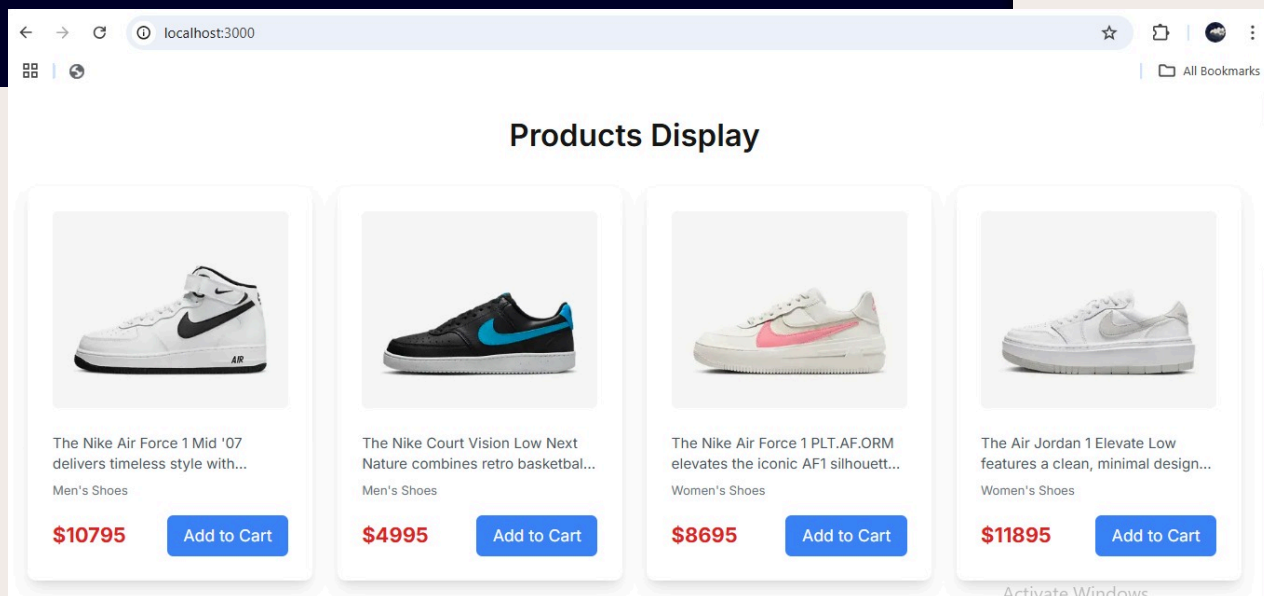 localhost:3000
All Bookmarks
Products Display
AIR
The Nike Air Force 1 Mid '07
delivers timeless style with...
Men's Shoes
$10795
Add to Cart
The Nike Court Vision Low Next
Nature combines retro basketbal...
Men's Shoes
$4995
Add to Cart
The Nike Air Force 1 PLT.AF.ORM
elevates the iconic AF1 silhouett...
Women's Shoes
$8695
Add to Cart
The Air Jordan 1 Elevate Low
features a clean, minimal design...
Women's Shoes
$11895
Add to Cart
Activate Windows